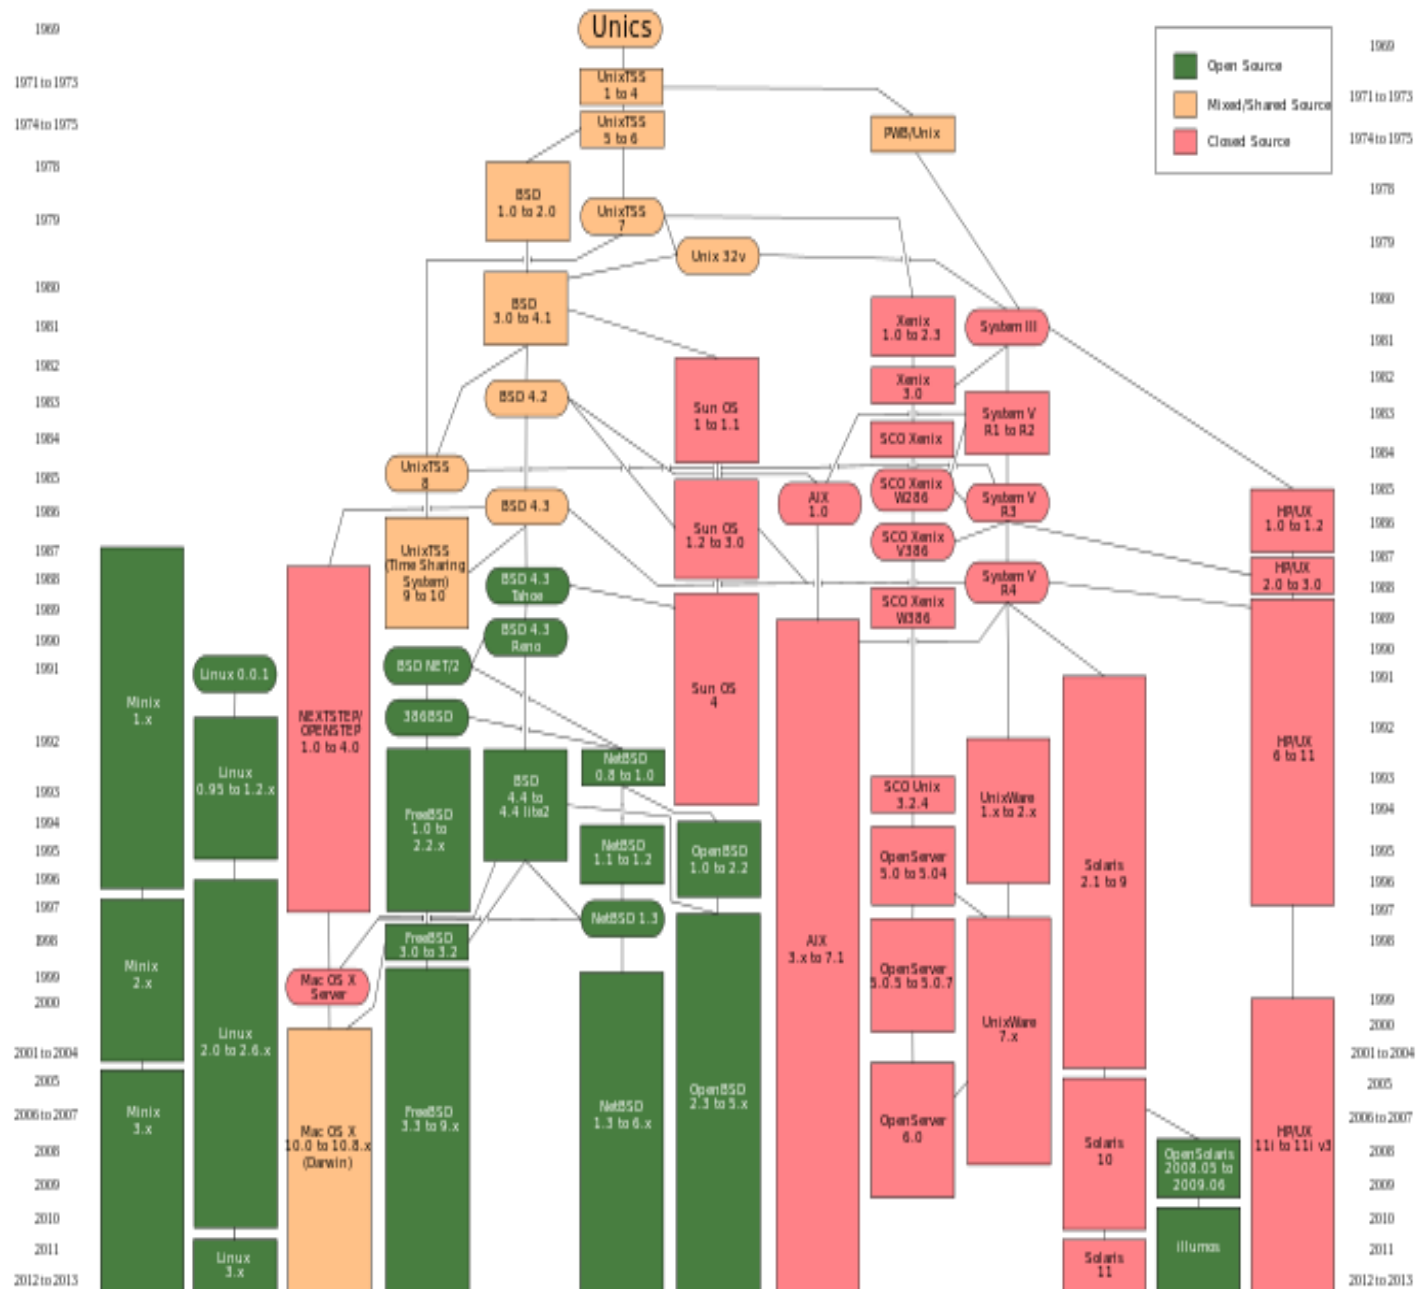 Unics
1969
1969
Open Source
1971 to 1973
UnixTSS
1 to 4
1971 to 1973
Mixed/Shared Source
1974 to 1975
UnixTSS
5 to 6
PWB/Unix
1974 to 1975
Closed Source
1978
BSD
1.0 to 2.0
1978
1979
UnixTSS
7
1979
Unix 32v
1980
BSD
3.0 to 4.1
1980
1981
Xenix
1.0 to 2.3
System III
1981
1982
Xenix
3.0
1982
1983
BSD 4.2
Sun OS
1 to 1.1
System V
R1 to R2
1983
1984
SCO Xenix
1984
1985
UnixTSS
8
SCO Xenix
W286
1985
1986
BSD 4.3
AIX
1.0
System V
R3
HP/UX
1.0 to 1.2
1986
1987
UnixTSS
(Time Sharing
System)
9 to 10
Sun OS
1.2 to 3.0
SCO Xenix
V386
1987
1988
BSD 4.3
Tahoe
System V
R4
HP/UX
2.0 to 3.0
1988
1989
SCO Xenix
W386
1989
1990
BSD 4.3
Reno
1990
1991
Linux 0.0.1
BSD NET/2
1991
Minix
1.x
NEXTSTEP/
OPENSTEP
1.0 to 4.0
386BSD
Sun OS
4
1992
1992
Linux
0.95 to 1.2.x
NetBSD
0.8 to 1.0
HP/UX
6 to 11
1993
BSD
4.4 to
4.4 lite2
SCO Unix
3.2.4
UnixWare
1.x to 2.x
1993
1994
FreeBSD
1.0 to
2.2.x
1994
1995
NetBSD
1.1 to 1.2
OpenBSD
1.0 to 2.2
OpenServer
5.0 to 5.04
Solaris
2.1 to 9
1995
1996
1996
1997
NetBSD 1.3
1997
1998
FreeBSD
3.0 to 3.2
AIX
3.x to 7.1
1998
Minix
2.x
OpenServer
5.0.5 to 5.0.7
1999
Mac OS X
Server
1999
2000
2000
Linux
2.0 to 2.6.x
UnixWare
7.x
2001 to 2004
2001 to 2004
2005
2005
2006 to 2007
Minix
3.x
FreeBSD
3.3 to 9.x
NetBSD
1.3 to 6.x
OpenBSD
2.3 to 5.x
OpenServer
6.0
2006 to 2007
2008
Mac OS X
10.0 to 10.8.x
(Darwin)
Solaris
10
OpenSolaris
2008.05 to
2009.06
HP/UX
11i to 11i v3
2008
2009
2009
2010
2010
2011
illumos
2011
Linux
3.x
Solaris
11
2012 to 2013
2012 to 2013